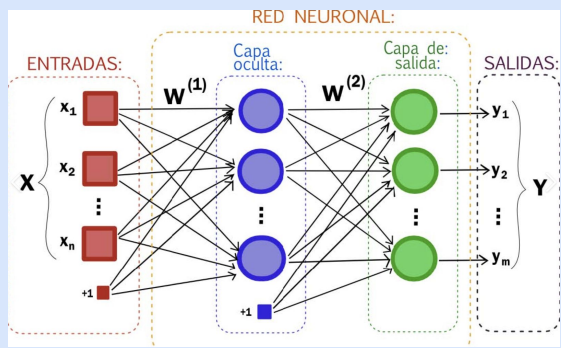 RED NEURONAL:
ENTRADAS:
Capa
oculta:
Capa de:
salida:
SALIDAS:
W(1)
W(2)
x1
x2
⋮
xn
+1
X
⋮
+1
⋮
y1
y2
⋮
ym
Y